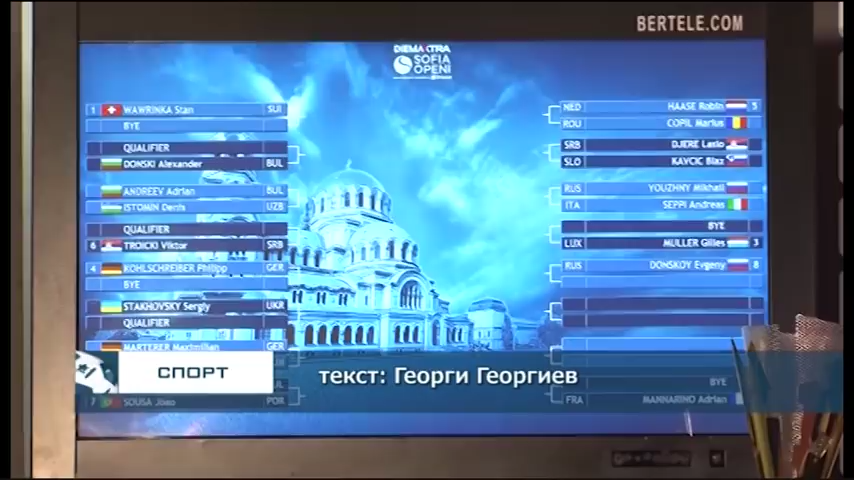 BERTELE.COM
DIEMAXTRA
SOFIA
OPEN
1 WAWRINKA Stan SUI
BYE
QUALIFIER
DONSKI Alexander BUL
ANDREEV Adrian BUL
ISTOMIN Denis UZB
QUALIFIER
6 TROICKI Viktor SRB
4 KOHLSCHREIBER Philipp GER
BYE
STAKHOVSKY Sergiy UKR
QUALIFIER
MARTERER Maximilian GER
7 SOUSA Joao POR
NED HAASE Robin 5
ROU COPIL Marius
SRB DJERE Laslo
SLO KAVCIC Blaz
RUS YOUZHNY Mikhail
ITA SEPPI Andreas
BYE
LUX MULLER Gilles 3
RUS DONSKOY Evgeny 8
BYE
FRA MANNARINO Adrian
СПОРТ
текст: Георги Георгиев